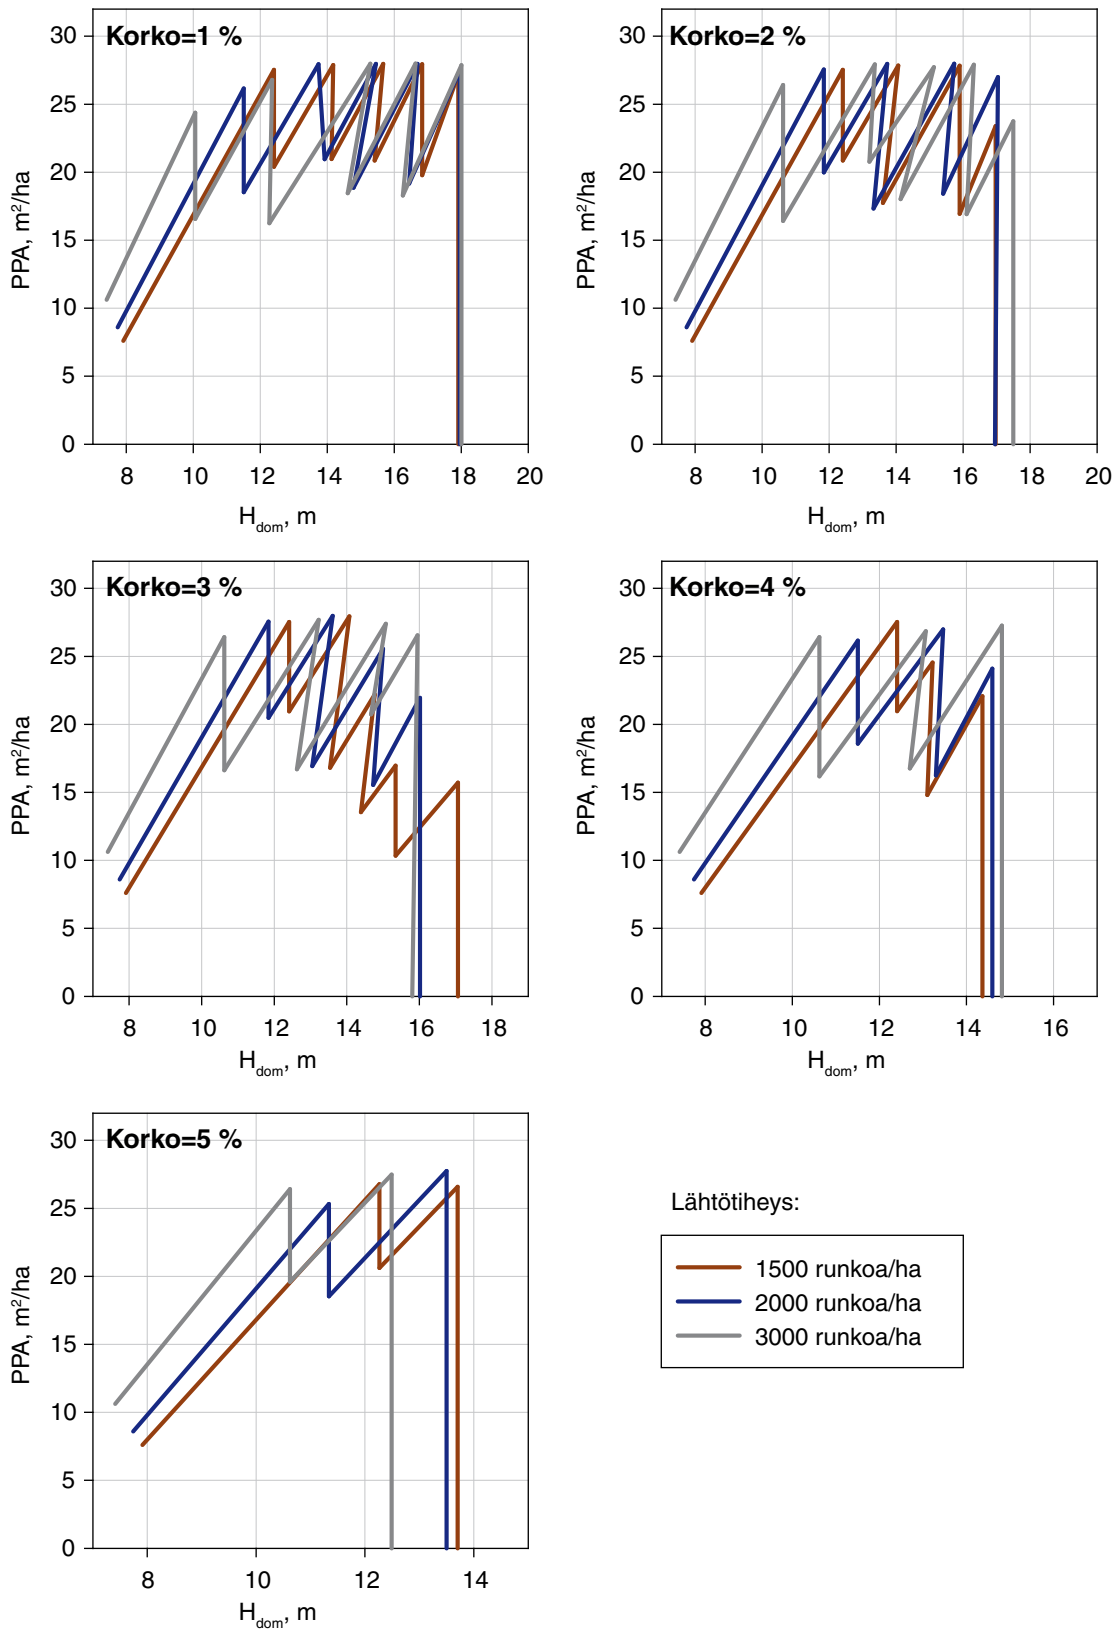 Korko=1 %
30
25
20
15
10
5
0
PPA, m²/ha
8 10 12 14 16 18 20
H_dom, m
Korko=2 %
30
25
20
15
10
5
0
PPA, m²/ha
8 10 12 14 16 18 20
H_dom, m
Korko=3 %
30
25
20
15
10
5
0
PPA, m²/ha
8 10 12 14 16 18
H_dom, m
Korko=4 %
30
25
20
15
10
5
0
PPA, m²/ha
8 10 12 14 16
H_dom, m
Korko=5 %
30
25
20
15
10
5
0
PPA, m²/ha
8 10 12 14
H_dom, m
Lähtötiheys:
1500 runkoa/ha
2000 runkoa/ha
3000 runkoa/ha